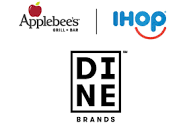 Applebee's
GRILL + BAR
IHOP
DI
NE
BRANDS